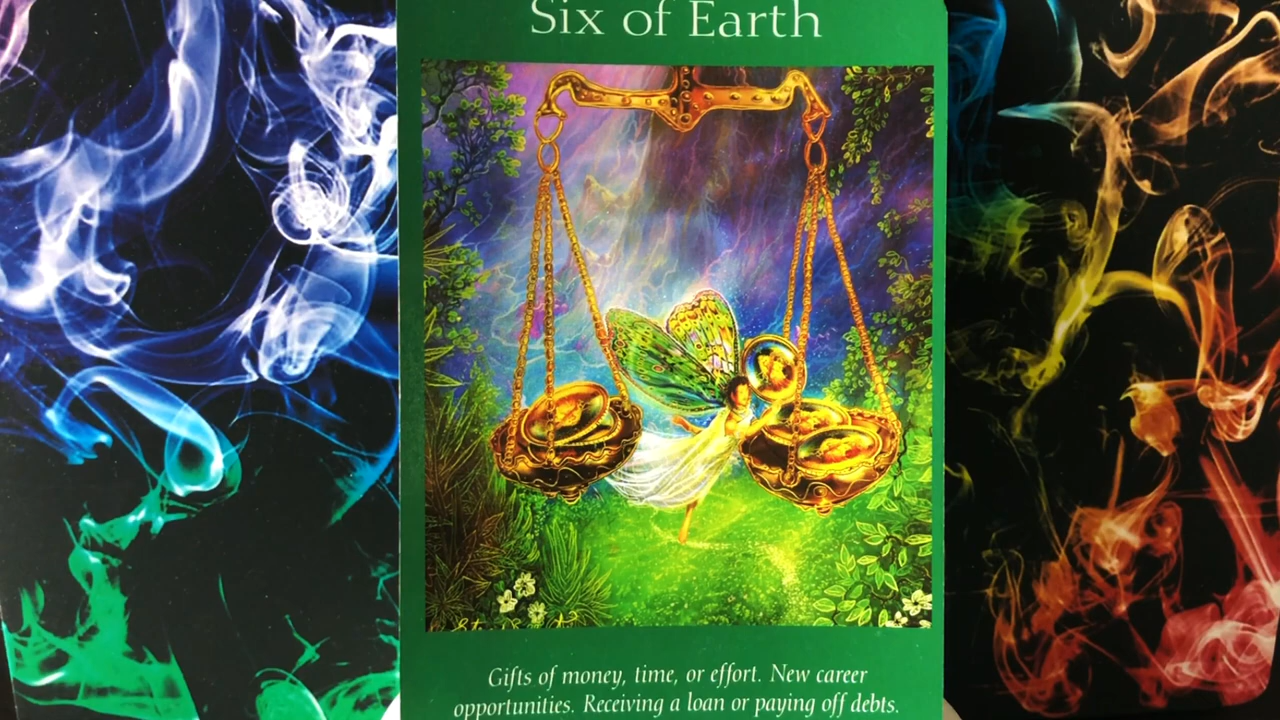 Six of Earth
Gifts of money, time, or effort. New career
opportunities. Receiving a loan or paying off debts.